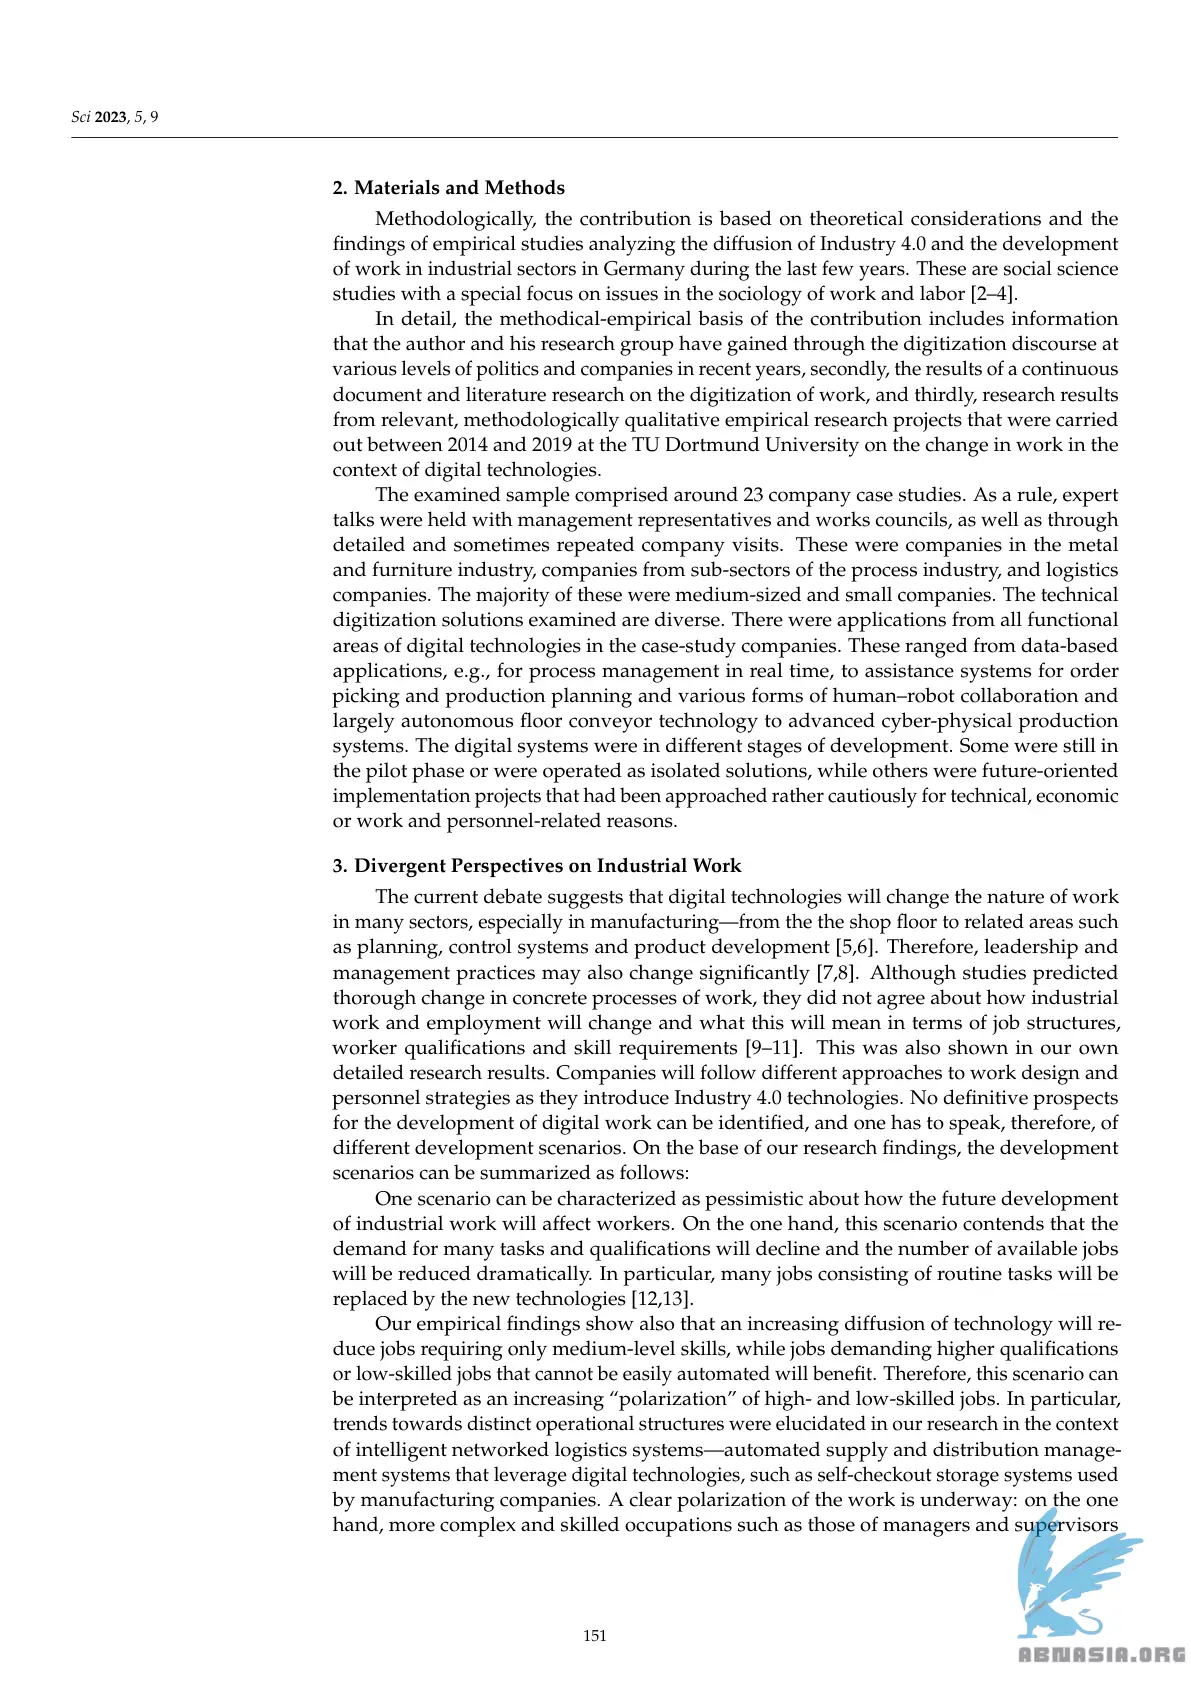 Sci 2023, 5, 9
2. Materials and Methods
Methodologically, the contribution is based on theoretical considerations and the
findings of empirical studies analyzing the diffusion of Industry 4.0 and the development
of work in industrial sectors in Germany during the last few years. These are social science
studies with a special focus on issues in the sociology of work and labor [2–4].
In detail, the methodical-empirical basis of the contribution includes information
that the author and his research group have gained through the digitization discourse at
various levels of politics and companies in recent years, secondly, the results of a continuous
document and literature research on the digitization of work, and thirdly, research results
from relevant, methodologically qualitative empirical research projects that were carried
out between 2014 and 2019 at the TU Dortmund University on the change in work in the
context of digital technologies.
The examined sample comprised around 23 company case studies. As a rule, expert
talks were held with management representatives and works councils, as well as through
detailed and sometimes repeated company visits. These were companies in the metal
and furniture industry, companies from sub-sectors of the process industry, and logistics
companies. The majority of these were medium-sized and small companies. The technical
digitization solutions examined are diverse. There were applications from all functional
areas of digital technologies in the case-study companies. These ranged from data-based
applications, e.g., for process management in real time, to assistance systems for order
picking and production planning and various forms of human–robot collaboration and
largely autonomous floor conveyor technology to advanced cyber-physical production
systems. The digital systems were in different stages of development. Some were still in
the pilot phase or were operated as isolated solutions, while others were future-oriented
implementation projects that had been approached rather cautiously for technical, economic
or work and personnel-related reasons.
3. Divergent Perspectives on Industrial Work
The current debate suggests that digital technologies will change the nature of work
in many sectors, especially in manufacturing—from the the shop floor to related areas such
as planning, control systems and product development [5,6]. Therefore, leadership and
management practices may also change significantly [7,8]. Although studies predicted
thorough change in concrete processes of work, they did not agree about how industrial
work and employment will change and what this will mean in terms of job structures,
worker qualifications and skill requirements [9–11]. This was also shown in our own
detailed research results. Companies will follow different approaches to work design and
personnel strategies as they introduce Industry 4.0 technologies. No definitive prospects
for the development of digital work can be identified, and one has to speak, therefore, of
different development scenarios. On the base of our research findings, the development
scenarios can be summarized as follows:
One scenario can be characterized as pessimistic about how the future development
of industrial work will affect workers. On the one hand, this scenario contends that the
demand for many tasks and qualifications will decline and the number of available jobs
will be reduced dramatically. In particular, many jobs consisting of routine tasks will be
replaced by the new technologies [12,13].
Our empirical findings show also that an increasing diffusion of technology will re-
duce jobs requiring only medium-level skills, while jobs demanding higher qualifications
or low-skilled jobs that cannot be easily automated will benefit. Therefore, this scenario can
be interpreted as an increasing “polarization” of high- and low-skilled jobs. In particular,
trends towards distinct operational structures were elucidated in our research in the context
of intelligent networked logistics systems—automated supply and distribution manage-
ment systems that leverage digital technologies, such as self-checkout storage systems used
by manufacturing companies. A clear polarization of the work is underway: on the one
hand, more complex and skilled occupations such as those of managers and supervisors
151
ABNASIA.ORG